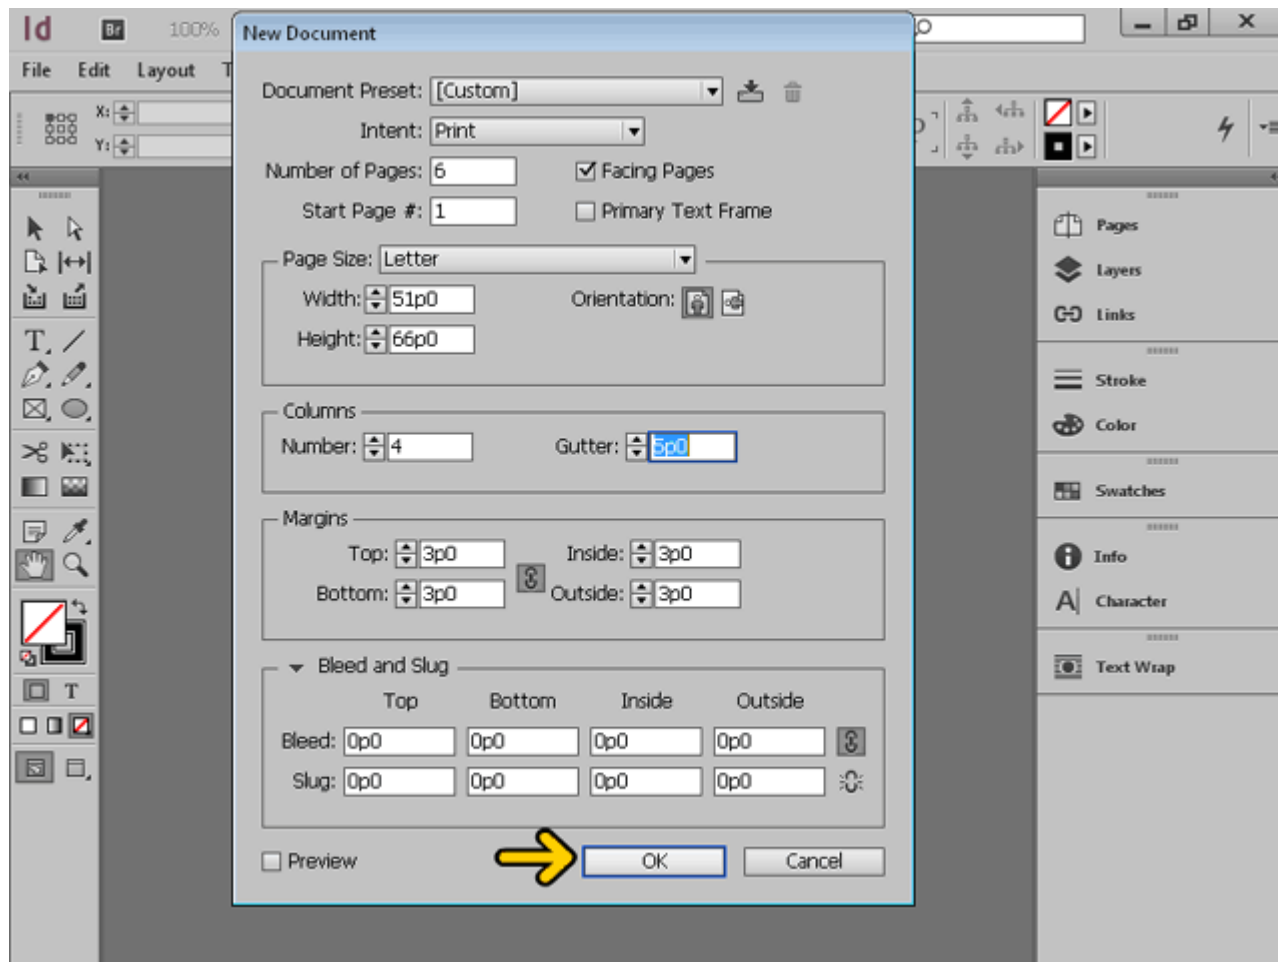 Id Br 100%
File Edit Layout T
X:
Y:
New Document
Document Preset: [Custom]
Intent: Print
Number of Pages: 6 Facing Pages
Start Page #: 1 Primary Text Frame
Page Size: Letter
Width: 51p0 Orientation:
Height: 66p0
Columns
Number: 4 Gutter: 5p0
Margins
Top: 3p0 Inside: 3p0
Bottom: 3p0 Outside: 3p0
Bleed and Slug
Top Bottom Inside Outside
Bleed: 0p0 0p0 0p0 0p0
Slug: 0p0 0p0 0p0 0p0
Preview OK Cancel
Pages
Layers
Links
Stroke
Color
Swatches
Info
Character
Text Wrap